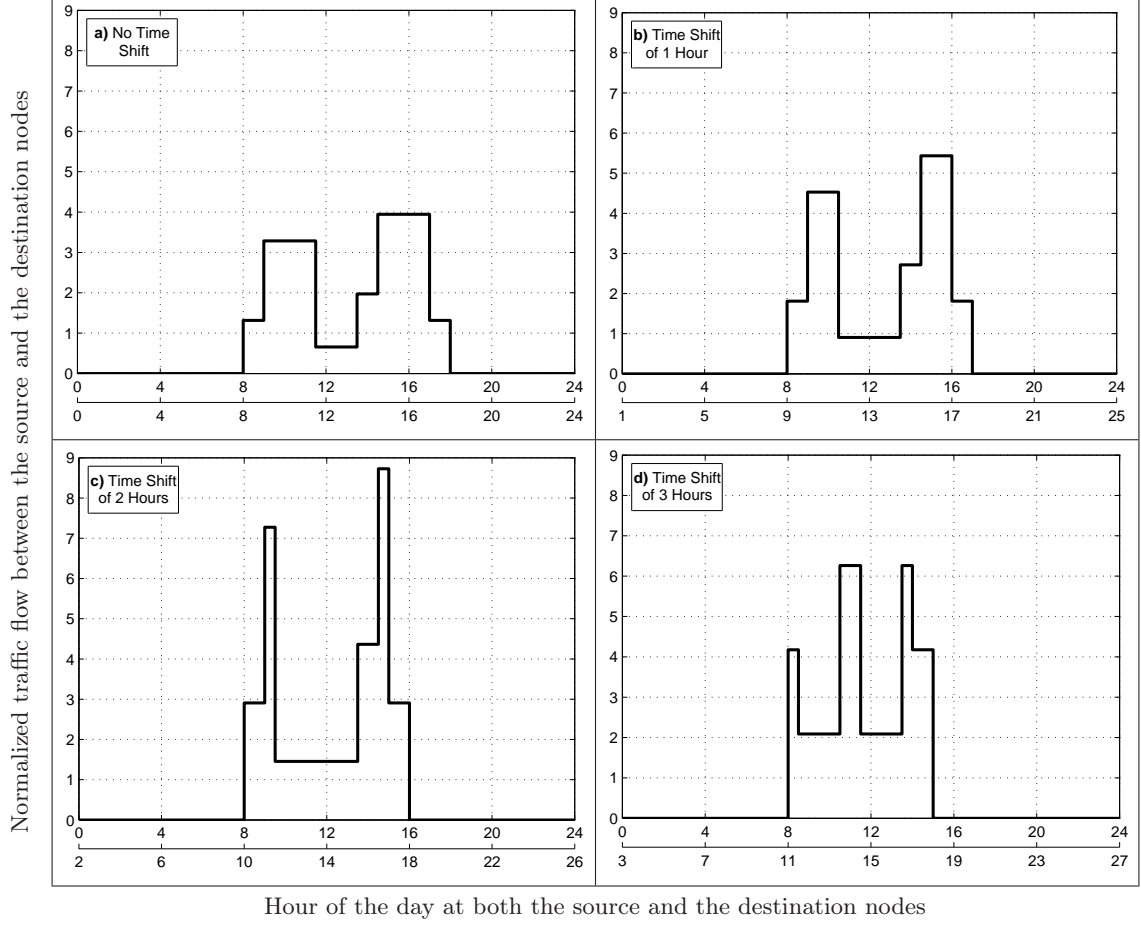 Normalized traffic flow between the source and the destination nodes
a) No Time
Shift
9
8
7
6
5
4
3
2
1
0
0 4 8 12 16 20 24
0 4 8 12 16 20 24
b) Time Shift
of 1 Hour
9
8
7
6
5
4
3
2
1
0
0 4 8 12 16 20 24
1 5 9 13 17 21 25
c) Time Shift
of 2 Hours
9
8
7
6
5
4
3
2
1
0
0 4 8 12 16 20 24
2 6 10 14 18 22 26
d) Time Shift
of 3 Hours
9
8
7
6
5
4
3
2
1
0
0 4 8 12 16 20 24
3 7 11 15 19 23 27
Hour of the day at both the source and the destination nodes